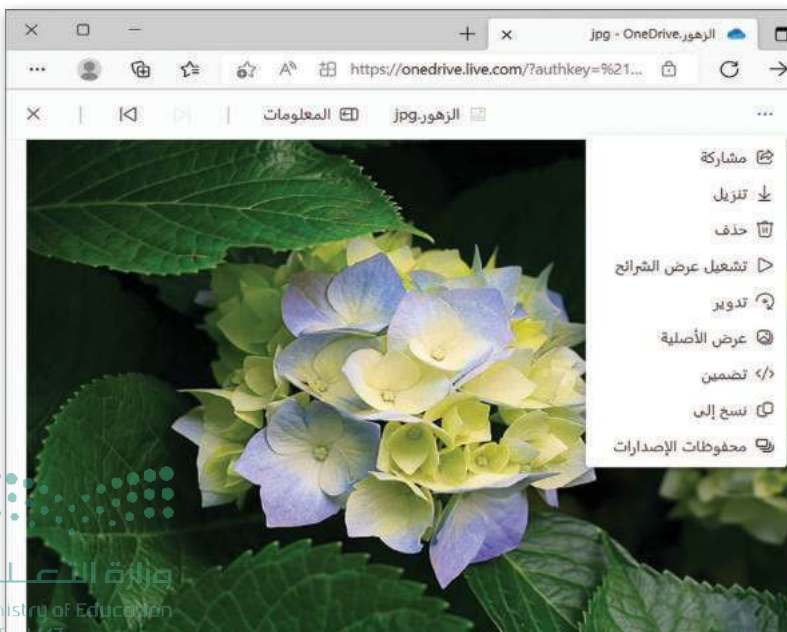 الزهور.jpg - OneDrive
https://onedrive.live.com/?authkey=%21...
الزهور.jpg
المعلومات
مشاركة
تنزيل
حذف
تشغيل عرض الشرائح
تدوير
عرض الأصلية
تضمين
نسخ إلى
محفوظات الإصدارات
وزارة التعليم
Ministry of Education